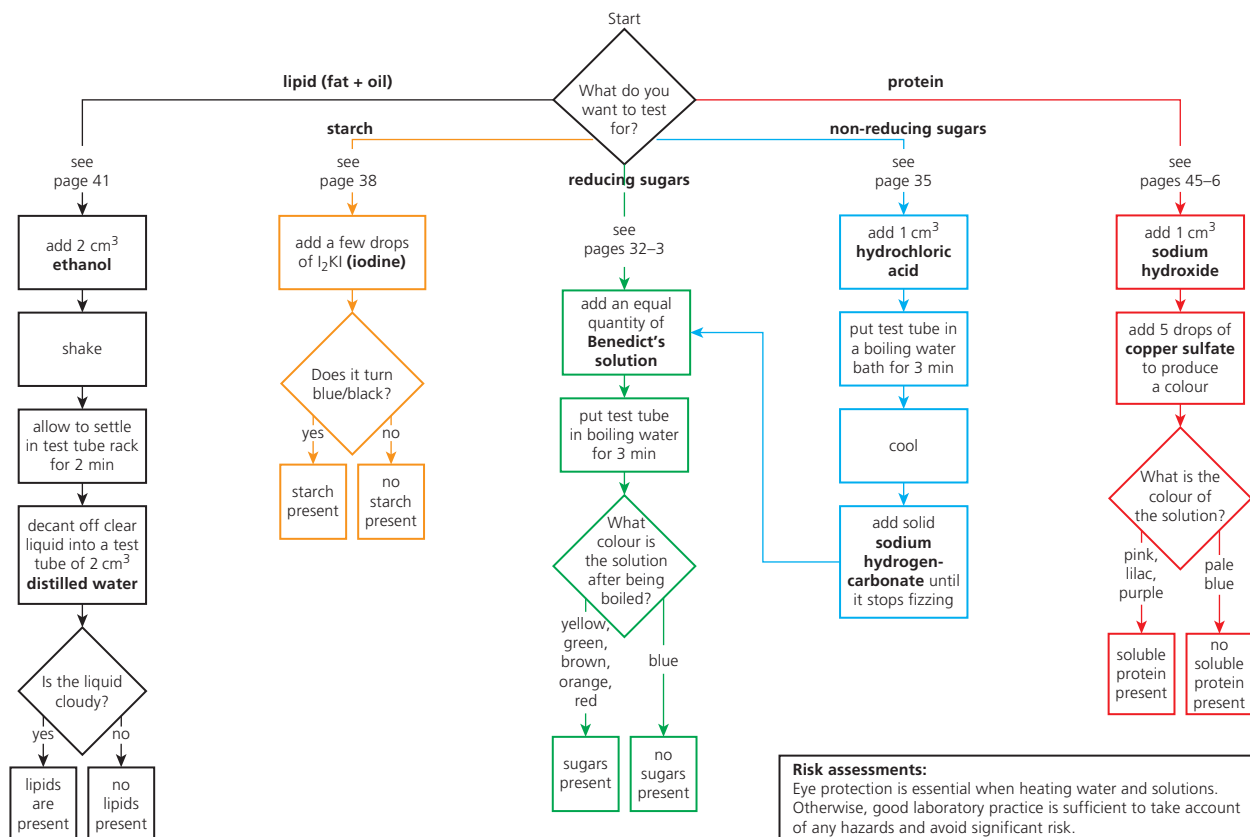 Start
What do you
want to test
for?
lipid (fat + oil)
see
page 41
add 2 cm³
ethanol
shake
allow to settle
in test tube rack
for 2 min
decant off clear
liquid into a test
tube of 2 cm³
distilled water
Is the liquid
cloudy?
yes
no
lipids
are
present
no
lipids
present
starch
see
page 38
add a few drops
of I₂KI (iodine)
Does it turn
blue/black?
yes
no
starch
present
no
starch
present
reducing sugars
see
pages 32–3
add an equal
quantity of
Benedict's
solution
put test tube
in boiling water
for 3 min
What
colour is
the solution
after being
boiled?
yellow,
green,
brown,
orange,
red
blue
sugars
present
no
sugars
present
non-reducing sugars
see
page 35
add 1 cm³
hydrochloric
acid
put test tube in
a boiling water
bath for 3 min
cool
add solid
sodium
hydrogen-
carbonate until
it stops fizzing
protein
see
pages 45–6
add 1 cm³
sodium
hydroxide
add 5 drops of
copper sulfate
to produce
a colour
What is the
colour of
the solution?
pink,
lilac,
purple
pale
blue
soluble
protein
present
no
soluble
protein
present
Risk assessments:
Eye protection is essential when heating water and solutions.
Otherwise, good laboratory practice is sufficient to take account
of any hazards and avoid significant risk.